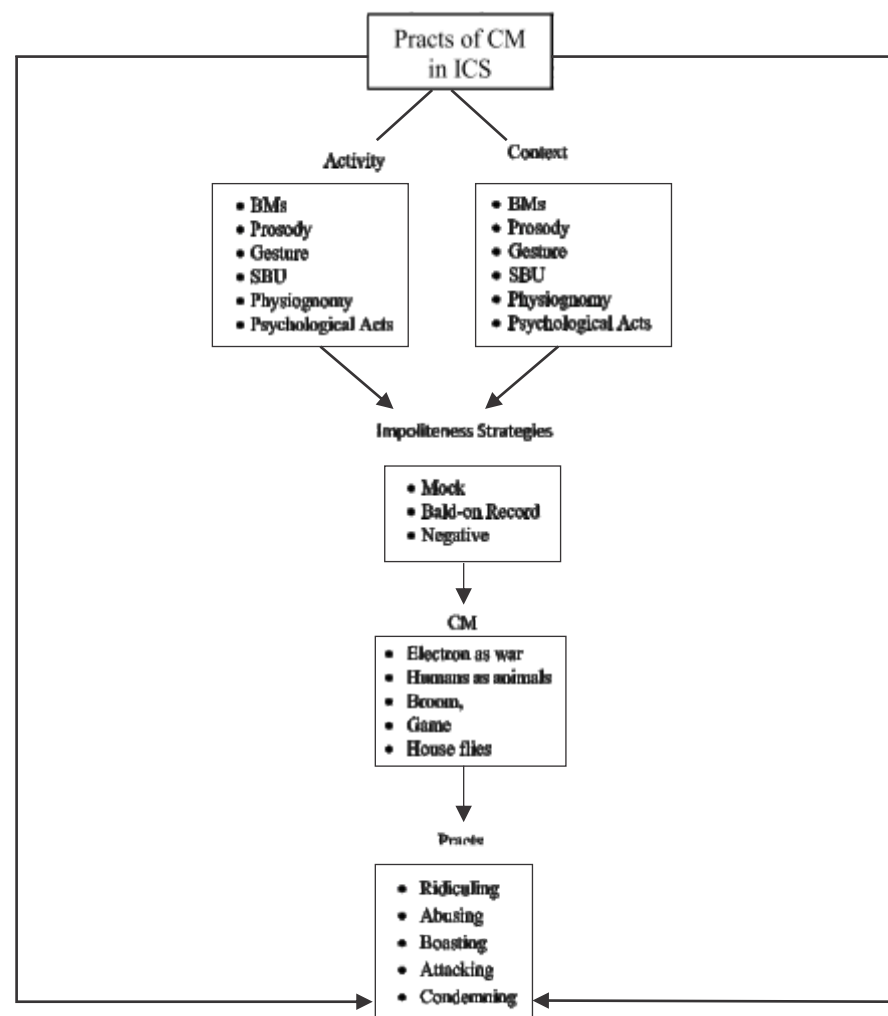 Practs of CM
in ICS
Activity
Context
• BMs
• Prosody
• Gesture
• SBU
• Physiognomy
• Psychological Acts
• BMs
• Prosody
• Gesture
• SBU
• Physiognomy
• Psychological Acts
Impoliteness Strategies
• Mock
• Bald-on Record
• Negative
CM
• Electron as war
• Humans as animals
• Broom,
• Game
• House flies
Practs
• Ridiculing
• Abusing
• Boasting
• Attacking
• Condemning